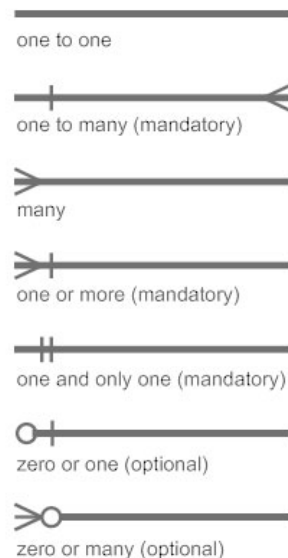 one to one
one to many (mandatory)
many
one or more (mandatory)
one and only one (mandatory)
zero or one (optional)
zero or many (optional)